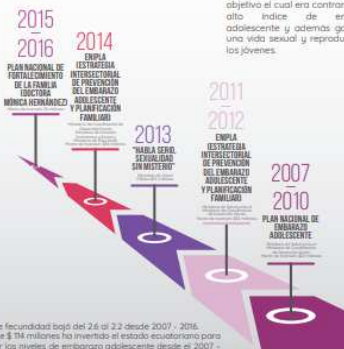 objetivo el cual era contrar
alto índice de em
adolescente y además ga
una vida sexual y reprodu
los jóvenes.
2015
2016
PLAN NACIONAL DE
FORTALECIMIENTO
DE LA FAMILIA
(DOCTORA
MÓNICA HERNÁNDEZ)
2014
ENIPLA
(ESTRATEGIA
INTERSECTORIAL
DE PREVENCIÓN
DEL EMBARAZO
ADOLESCENTE
Y PLANIFICACIÓN
FAMILIAR)
2013
"HABLA SERIO,
SEXUALIDAD
SIN MISTERIO"
2011
2012
ENIPLA
(ESTRATEGIA
INTERSECTORIAL
DE PREVENCIÓN
DEL EMBARAZO
ADOLESCENTE
Y PLANIFICACIÓN
FAMILIAR)
2007
2010
PLAN NACIONAL DE
EMBARAZO
ADOLESCENTE
e fecundidad bajó del 2.6 al 2.2 desde 2007 - 2016.
e $ 114 millones ha invertido el estado ecuatoriano para
r los niveles de embarazo adolescente desde el 2007 -